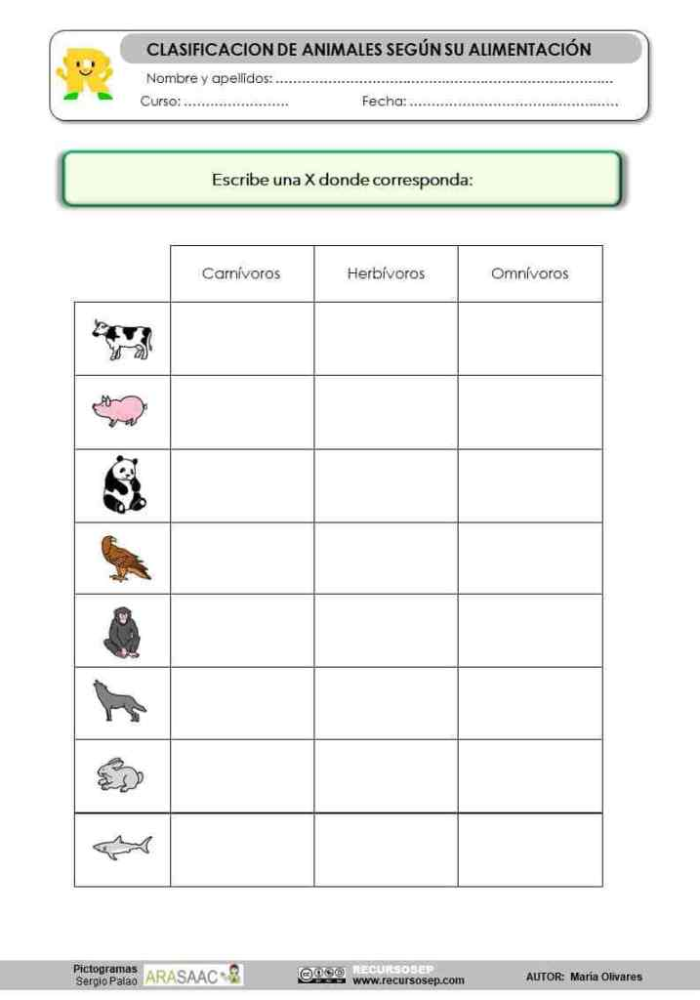 CLASIFICACION DE ANIMALES SEGÚN SU ALIMENTACIÓN
Nombre y apellidos: ............................................................................
Curso: ........................ Fecha: ................................................
Escribe una X donde corresponda:
Carnívoros Herbívoros Omnívoros
Pictogramas
Sergio Palao
ARASAAC
RECURSOSEP
www.recursosep.com
AUTOR: María Olivares